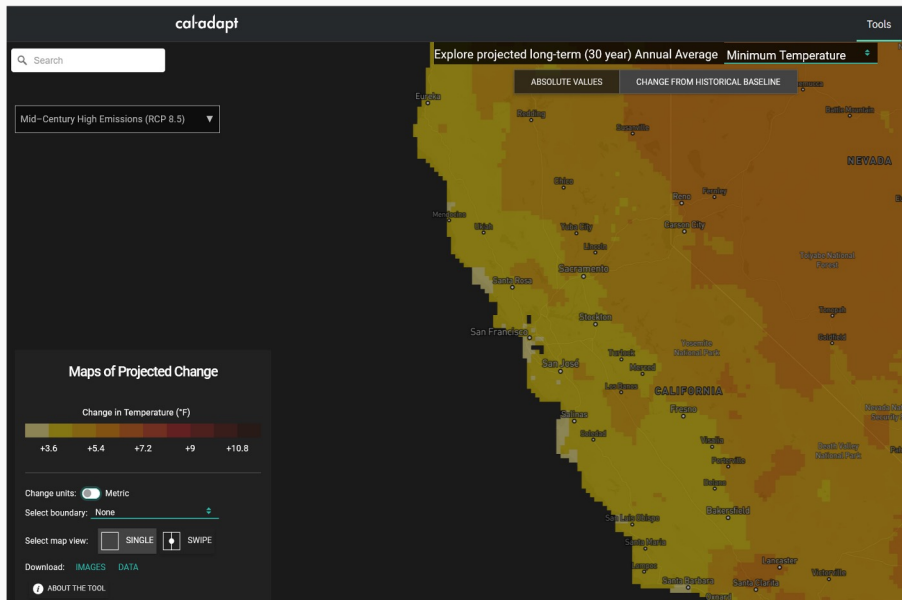 cal-adapt
Tools
Search
Explore projected long-term (30 year) Annual Average Minimum Temperature
ABSOLUTE VALUES
CHANGE FROM HISTORICAL BASELINE
Mid-Century High Emissions (RCP 8.5)
Eureka
Redding
Susanville
Battle Mountain
NEVADA
Chico
Reno
Fernley
Mendocino
Ukiah
Yuba City
Carson City
Lincoln
Toiyabe National
Forest
Sacramento
Santa Rosa
Tonopah
Stockton
San Francisco
Goldfield
Yosemite
National Park
Turlock
San José
Merced
Los Banos
CALIFORNIA
Fresno
Salinas
Soledad
Visalia
Death Valley
National Park
Porterville
Delano
Bakersfield
San Luis Obispo
Santa Maria
Lancaster
Lompoc
Victorville
Santa Barbara
Santa Clarita
Oxnard
Maps of Projected Change
Change in Temperature (°F)
+3.6 +5.4 +7.2 +9 +10.8
Change units: Metric
Select boundary: None
Select map view: SINGLE SWIPE
Download: IMAGES DATA
ABOUT THE TOOL